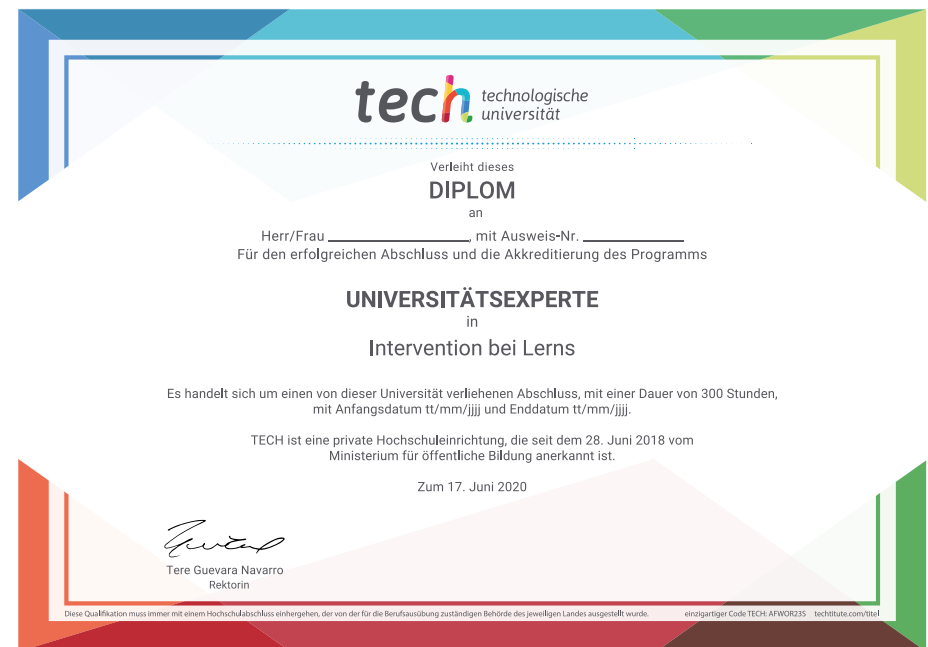 tech technologische
universität
Verleiht dieses
DIPLOM
an
Herr/Frau ____________________, mit Ausweis-Nr. ______________
Für den erfolgreichen Abschluss und die Akkreditierung des Programms
UNIVERSITÄTSEXPERTE
in
Intervention bei Lerns
Es handelt sich um einen von dieser Universität verliehenen Abschluss, mit einer Dauer von 300 Stunden,
mit Anfangsdatum tt/mm/jjjj und Enddatum tt/mm/jjjj.
TECH ist eine private Hochschuleinrichtung, die seit dem 28. Juni 2018 vom
Ministerium für öffentliche Bildung anerkannt ist.
Zum 17. Juni 2020
Tere Guevara Navarro
Rektorin
Diese Qualifikation muss immer mit einem Hochschulabschluss einhergehen, der von der für die Berufsausübung zuständigen Behörde des jeweiligen Landes ausgestellt wurde. einzigartiger Code TECH: AFWOR23S techtitute.com/titel